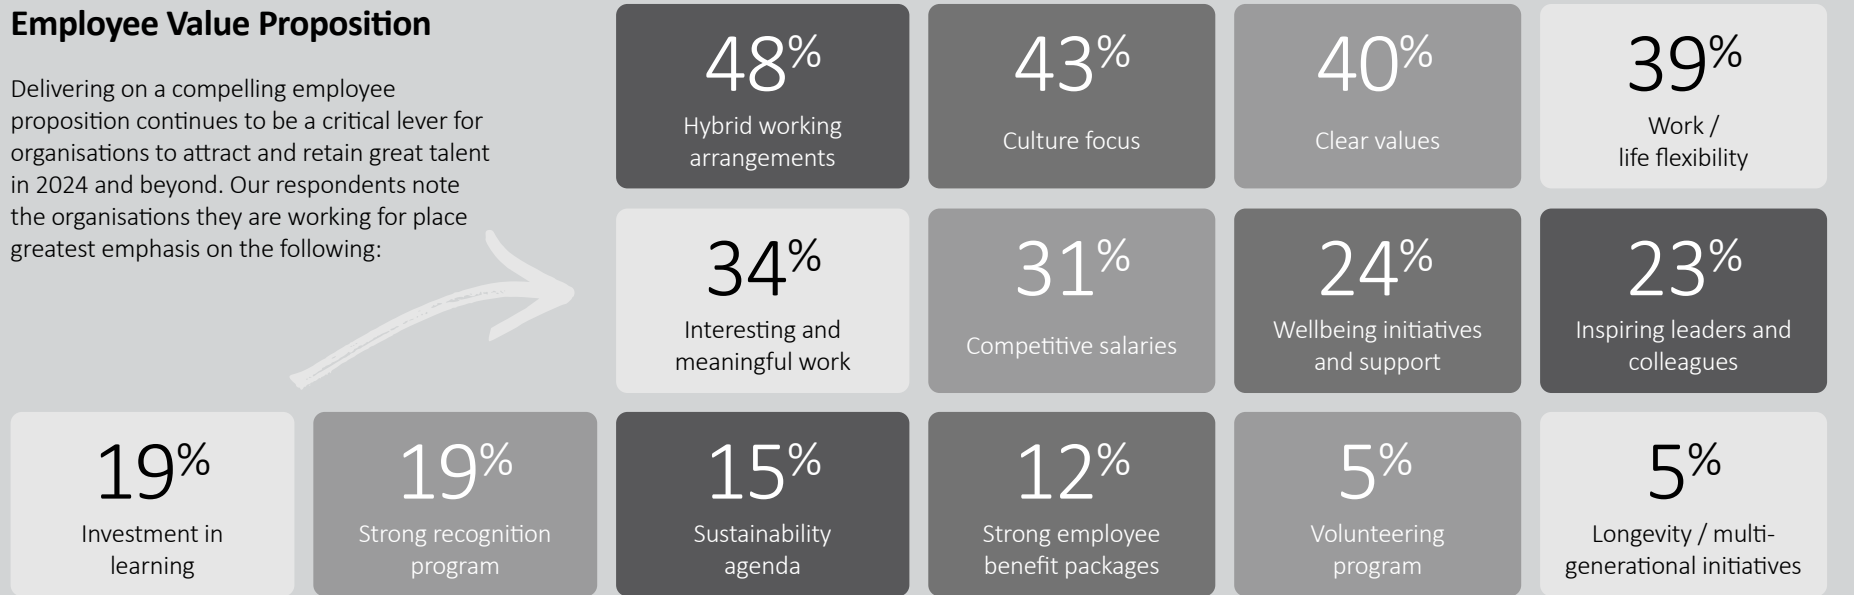 Employee Value Proposition
Delivering on a compelling employee
proposition continues to be a critical lever for
organisations to attract and retain great talent
in 2024 and beyond. Our respondents note
the organisations they are working for place
greatest emphasis on the following:
48%
Hybrid working
arrangements
43%
Culture focus
40%
Clear values
39%
Work /
life flexibility
34%
Interesting and
meaningful work
31%
Competitive salaries
24%
Wellbeing initiatives
and support
23%
Inspiring leaders and
colleagues
19%
Investment in
learning
19%
Strong recognition
program
15%
Sustainability
agenda
12%
Strong employee
benefit packages
5%
Volunteering
program
5%
Longevity / multi-
generational initiatives